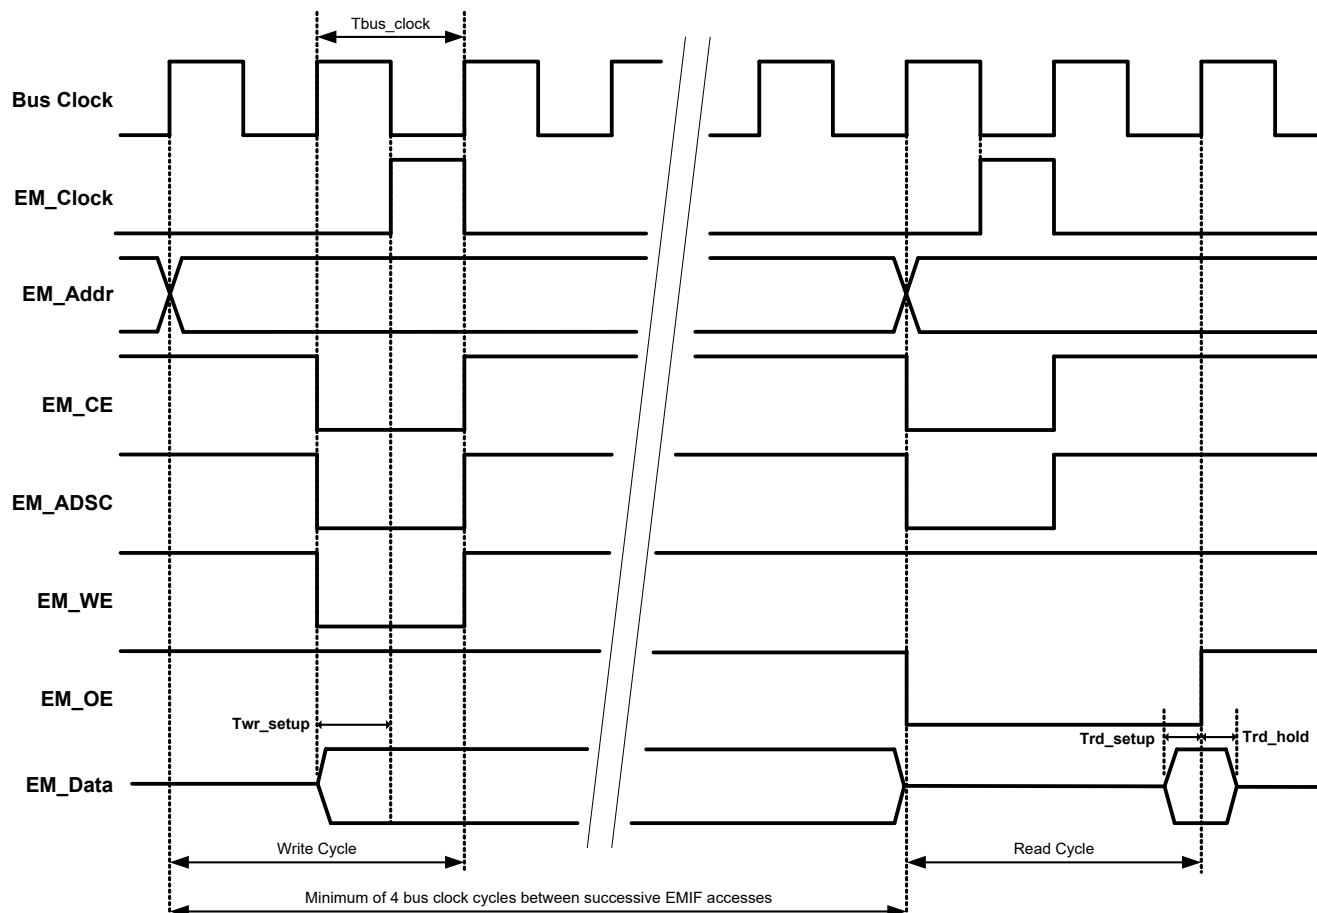 Tbus_clock
Bus Clock
EM_Clock
EM_Addr
EM_CE
EM_ADSC
EM_WE
EM_OE
Twr_setup
Trd_setup
Trd_hold
EM_Data
Write Cycle
Read Cycle
Minimum of 4 bus clock cycles between successive EMIF accesses